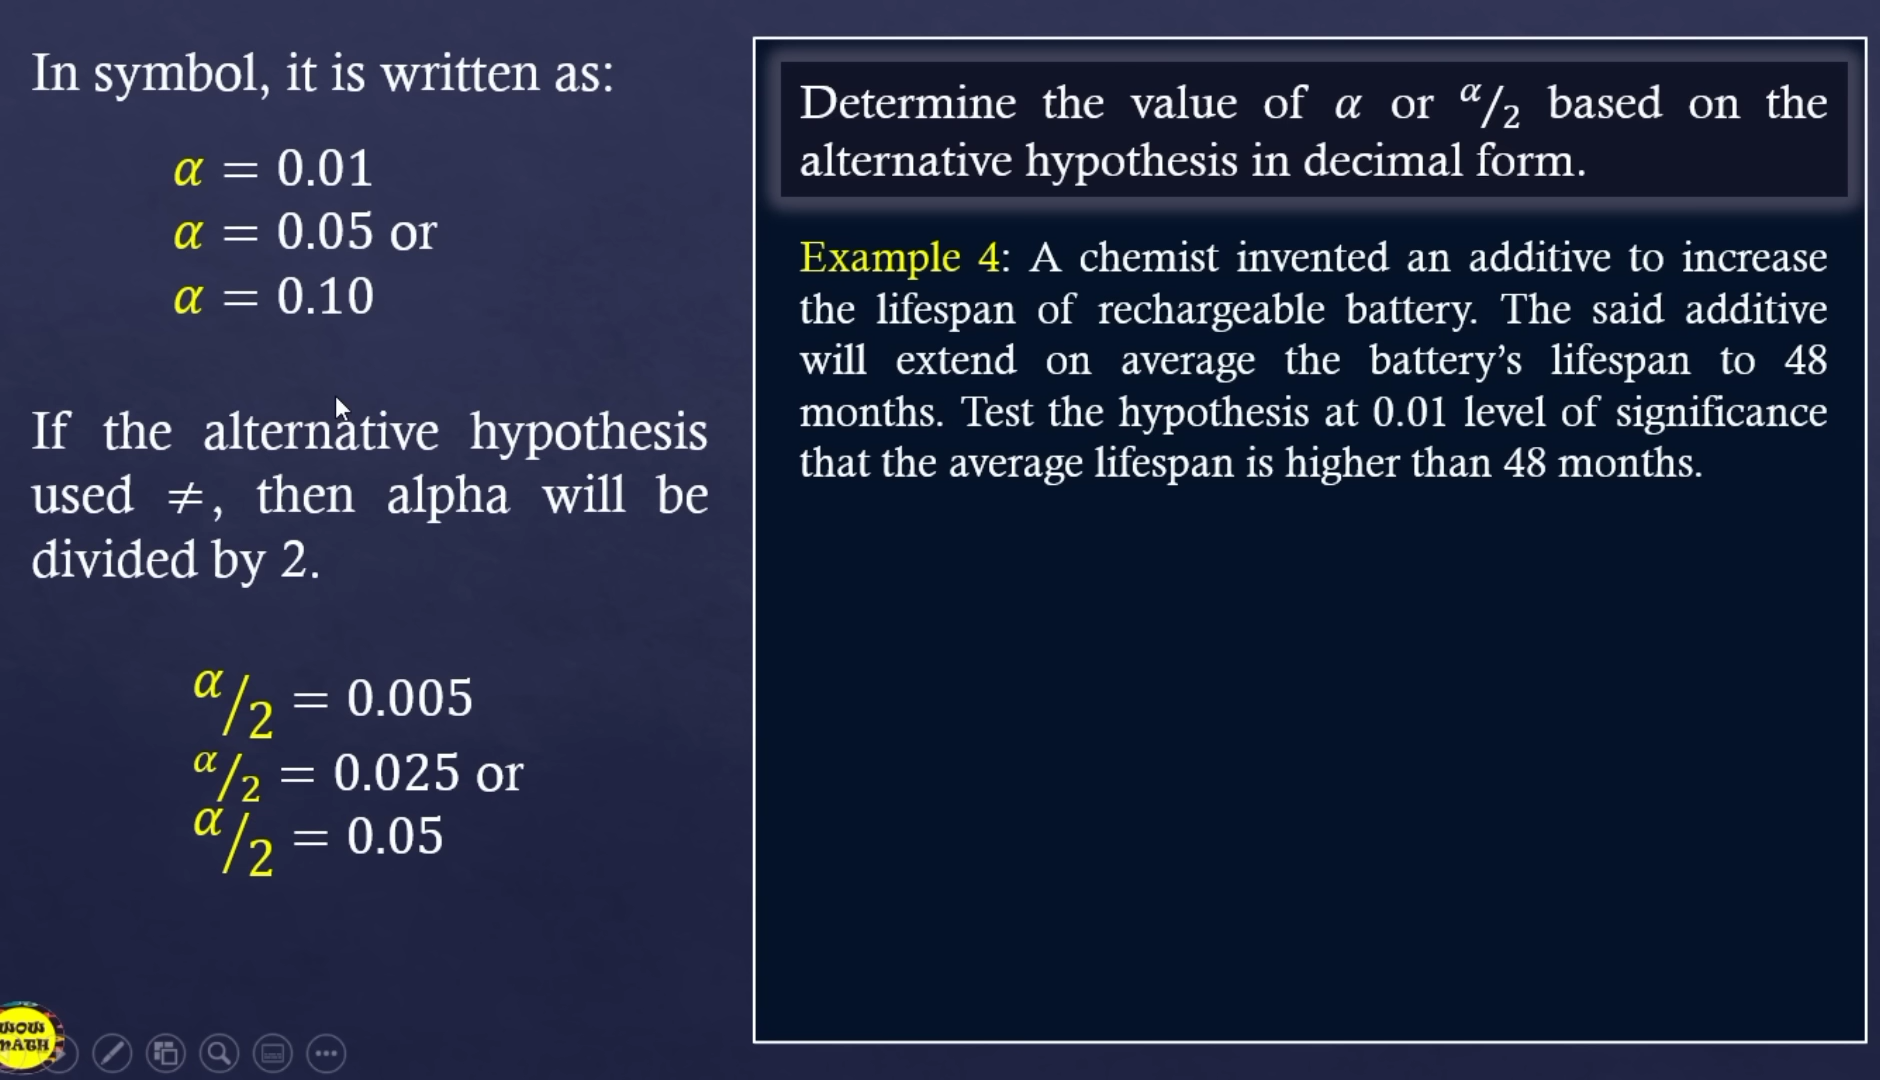 In symbol, it is written as:
α = 0.01
α = 0.05 or
α = 0.10
If the alternative hypothesis
used ≠, then alpha will be
divided by 2.
α/2 = 0.005
α/2 = 0.025 or
α/2 = 0.05
Determine the value of α or α/2 based on the
alternative hypothesis in decimal form.
Example 4: A chemist invented an additive to increase
the lifespan of rechargeable battery. The said additive
will extend on average the battery’s lifespan to 48
months. Test the hypothesis at 0.01 level of significance
that the average lifespan is higher than 48 months.
WOW
MATH